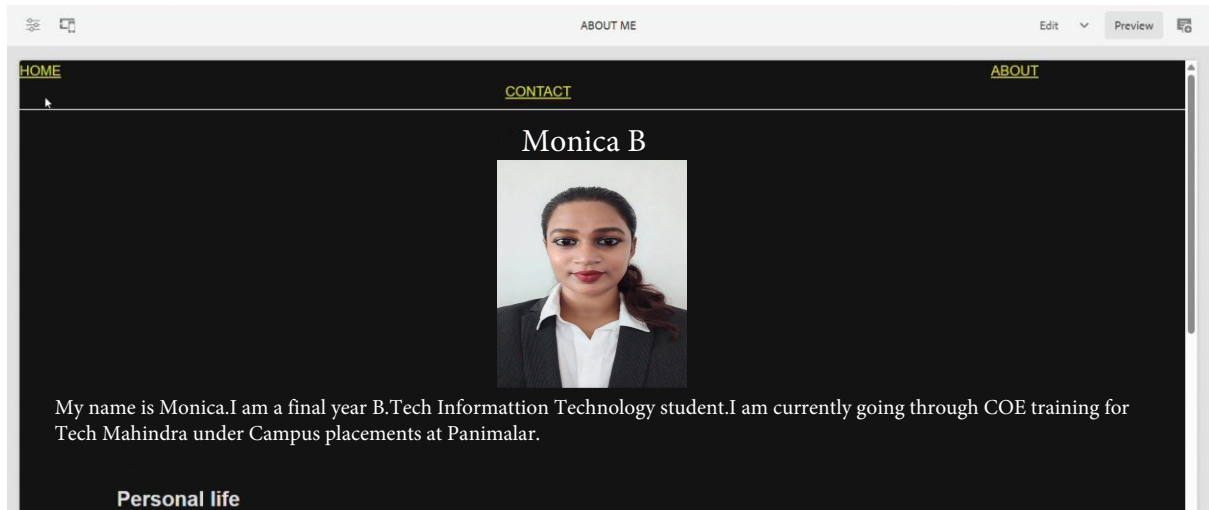 ABOUT ME
Edit
Preview
HOME
ABOUT
CONTACT
Monica B
My name is Monica.I am a final year B.Tech Informattion Technology student.I am currently going through COE training for
Tech Mahindra under Campus placements at Panimalar.
Personal life